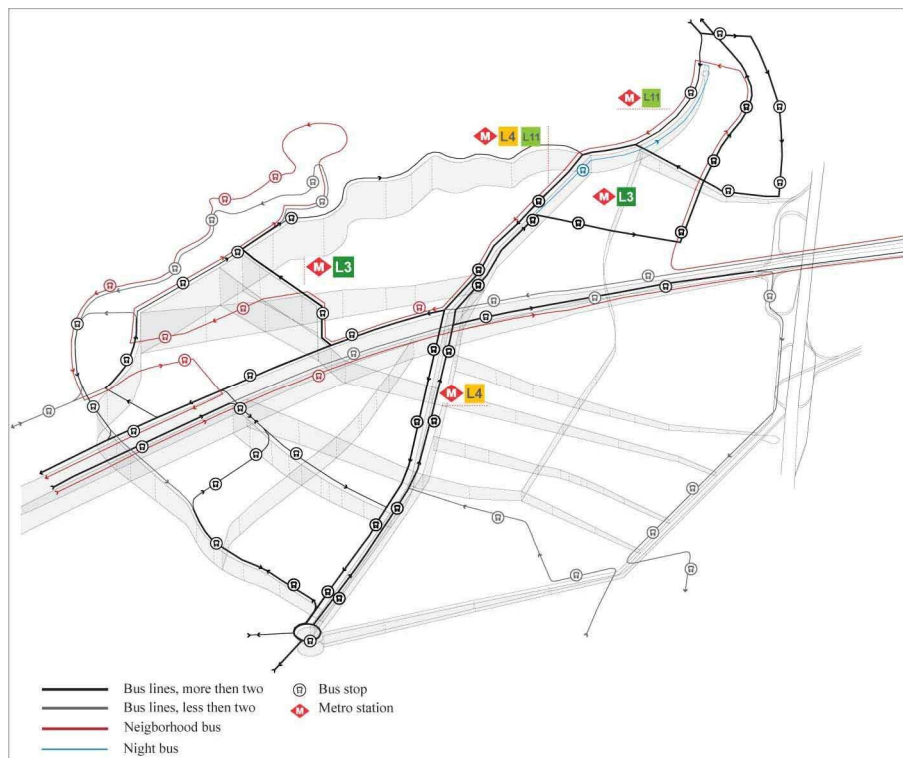 M L11
M L4 L11
M L3
M L3
M L4
Bus lines, more then two
Bus stop
Bus lines, less then two
M Metro station
Neigborhood bus
Night bus